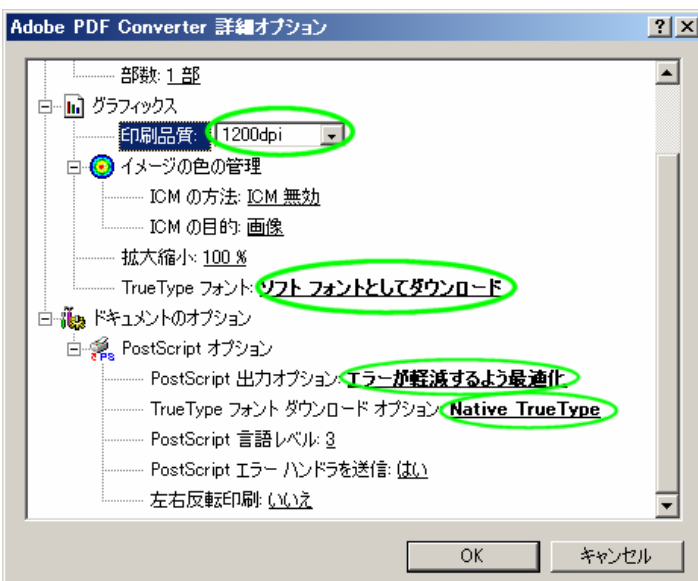 Adobe PDF Converter 詳細オプション
部数: 1 部
グラフィックス
印刷品質: 1200dpi
イメージの色の管理
ICM の方法: ICM 無効
ICM の目的: 画像
拡大縮小: 100 %
TrueType フォント: ソフト フォントとしてダウンロード
ドキュメントのオプション
PostScript オプション
PostScript 出力オプション: エラーが軽減するよう最適化
TrueType フォント ダウンロード オプション: Native TrueType
PostScript 言語レベル: 3
PostScript エラー ハンドラを送信: はい
左右反転印刷: いいえ
OK キャンセル